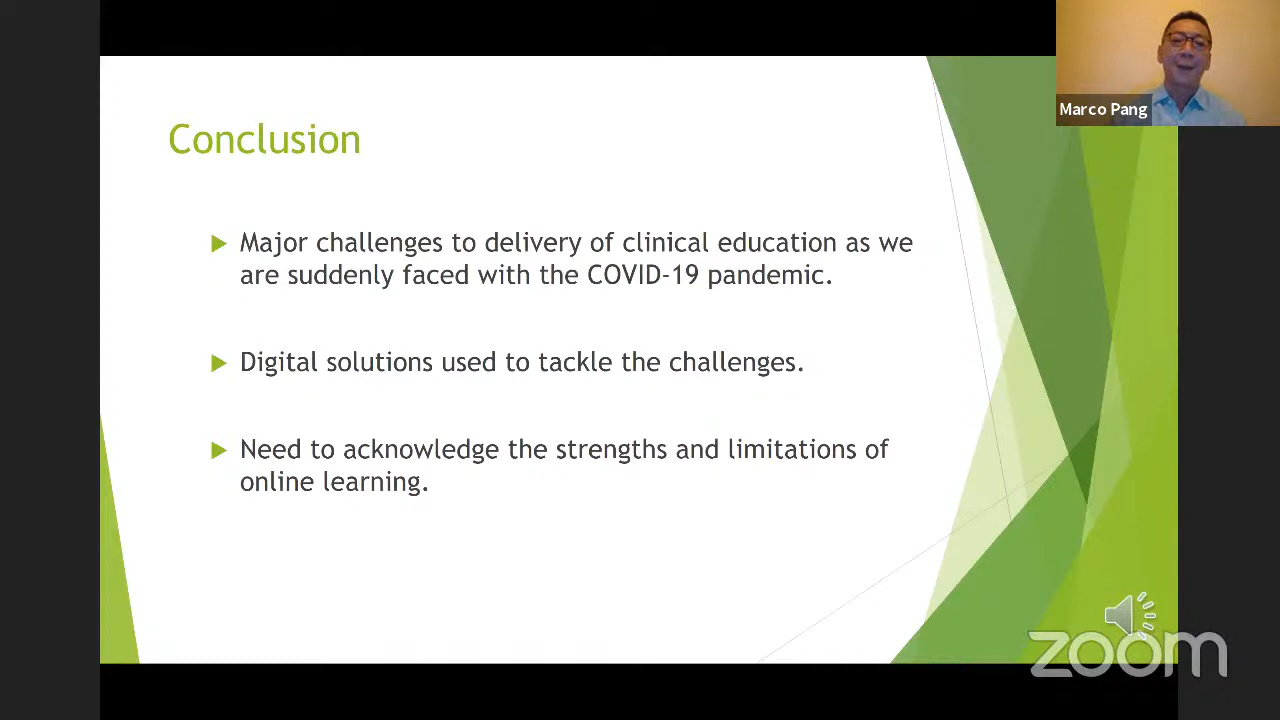 Marco Pang
Conclusion
Major challenges to delivery of clinical education as we
are suddenly faced with the COVID-19 pandemic.
Digital solutions used to tackle the challenges.
Need to acknowledge the strengths and limitations of
online learning.
zoom